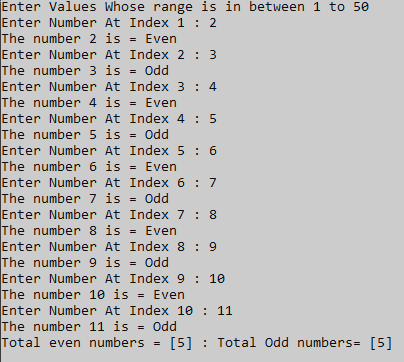 Enter Values Whose range is in between 1 to 50
Enter Number At Index 1 : 2
The number 2 is = Even
Enter Number At Index 2 : 3
The number 3 is = Odd
Enter Number At Index 3 : 4
The number 4 is = Even
Enter Number At Index 4 : 5
The number 5 is = Odd
Enter Number At Index 5 : 6
The number 6 is = Even
Enter Number At Index 6 : 7
The number 7 is = Odd
Enter Number At Index 7 : 8
The number 8 is = Even
Enter Number At Index 8 : 9
The number 9 is = Odd
Enter Number At Index 9 : 10
The number 10 is = Even
Enter Number At Index 10 : 11
The number 11 is = Odd
Total even numbers = [5] : Total Odd numbers= [5]